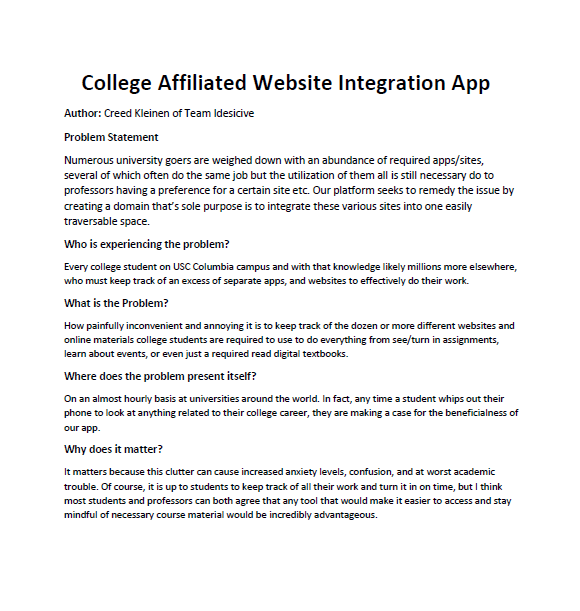 College Affiliated Website Integration App
Author: Creed Kleinen of Team Idesicive
Problem Statement
Numerous university goers are weighed down with an abundance of required apps/sites,
several of which often do the same job but the utilization of them all is still necessary do to
professors having a preference for a certain site etc. Our platform seeks to remedy the issue by
creating a domain that's sole purpose is to integrate these various sites into one easily
traversable space.
Who is experiencing the problem?
Every college student on USC Columbia campus and with that knowledge likely millions more elsewhere,
who must keep track of an excess of separate apps, and websites to effectively do their work.
What is the Problem?
How painfully inconvenient and annoying it is to keep track of the dozen or more different websites and
online materials college students are required to use to do everything from see/turn in assignments,
learn about events, or even just a required read digital textbooks.
Where does the problem present itself?
On an almost hourly basis at universities around the world. In fact, any time a student whips out their
phone to look at anything related to their college career, they are making a case for the beneficialness of
our app.
Why does it matter?
It matters because this clutter can cause increased anxiety levels, confusion, and at worst academic
trouble. Of course, it is up to students to keep track of all their work and turn it in on time, but I think
most students and professors can both agree that any tool that would make it easier to access and stay
mindful of necessary course material would be incredibly advantageous.